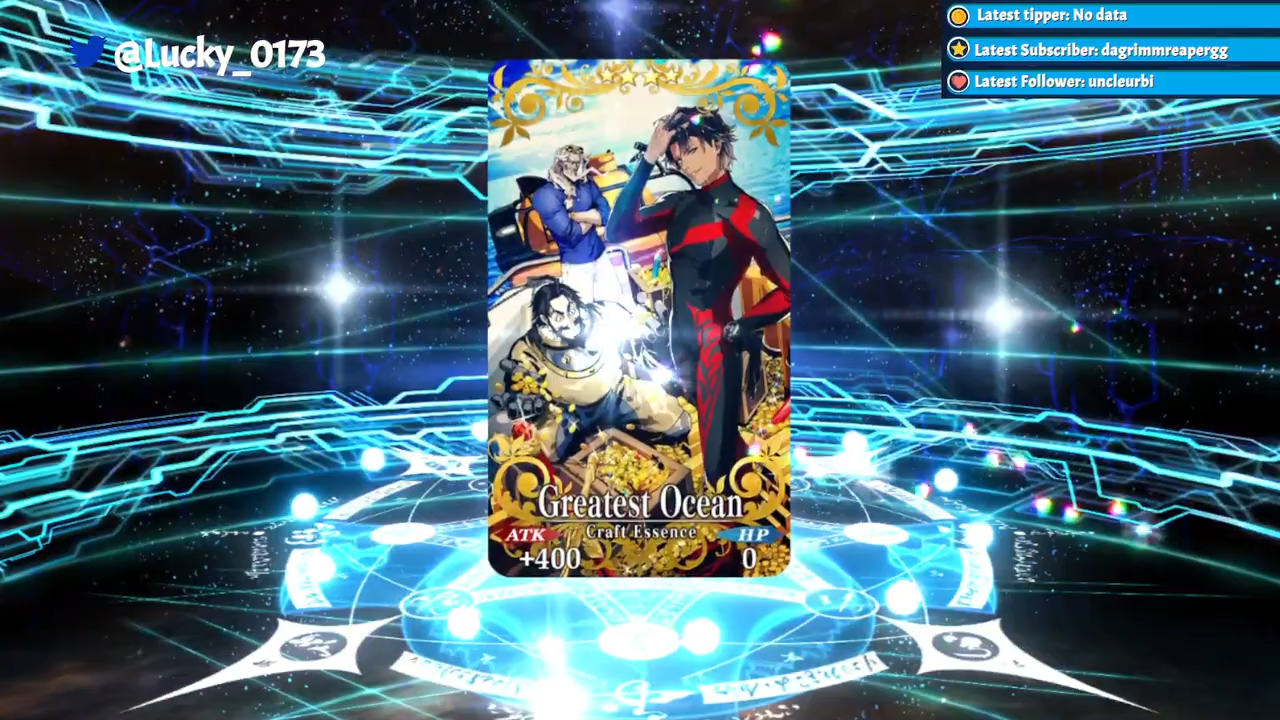 @Lucky_0173
Latest tipper: No data
Latest Subscriber: dagrimmreapergg
Latest Follower: uncleurbi
Greatest Ocean
Craft Essence
ATK
HP
+400
0